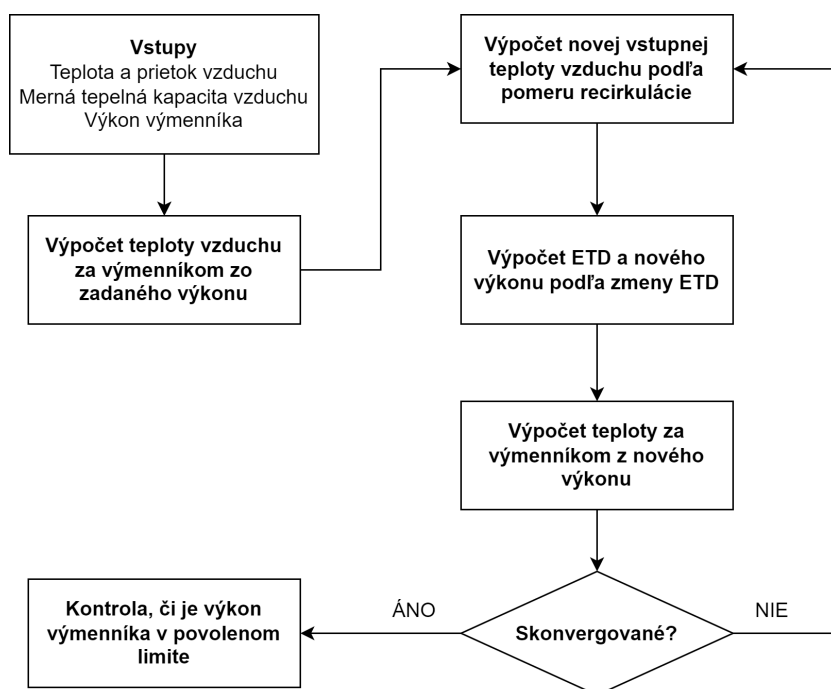 Vstupy
Teplota a prietok vzduchu
Merná tepelná kapacita vzduchu
Výkon výmenníka
Výpočet teploty vzduchu
za výmenníkom zo
zadaného výkonu
Výpočet novej vstupnej
teploty vzduchu podľa
pomeru recirkulácie
Výpočet ETD a nového
výkonu podľa zmeny ETD
Výpočet teploty za
výmenníkom z nového
výkonu
Skonvergované?
ÁNO
NIE
Kontrola, či je výkon
výmenníka v povolenom
limite